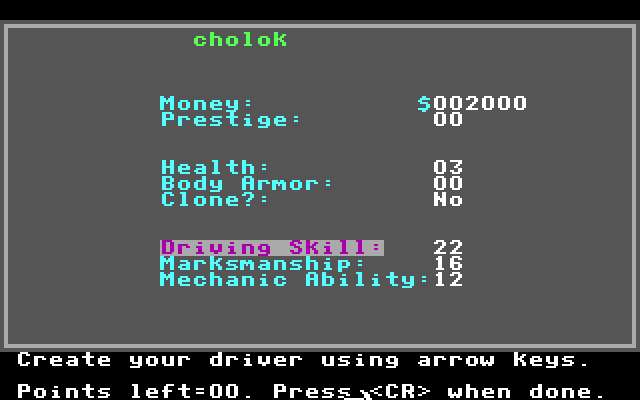 cholok
Money: $002000
Prestige: 00
Health: 03
Body Armor: 00
Clone?: No
Driving Skill: 22
Marksmanship: 16
Mechanic Ability: 12
Create your driver using arrow keys.
Points left=00. Press <CR> when done.